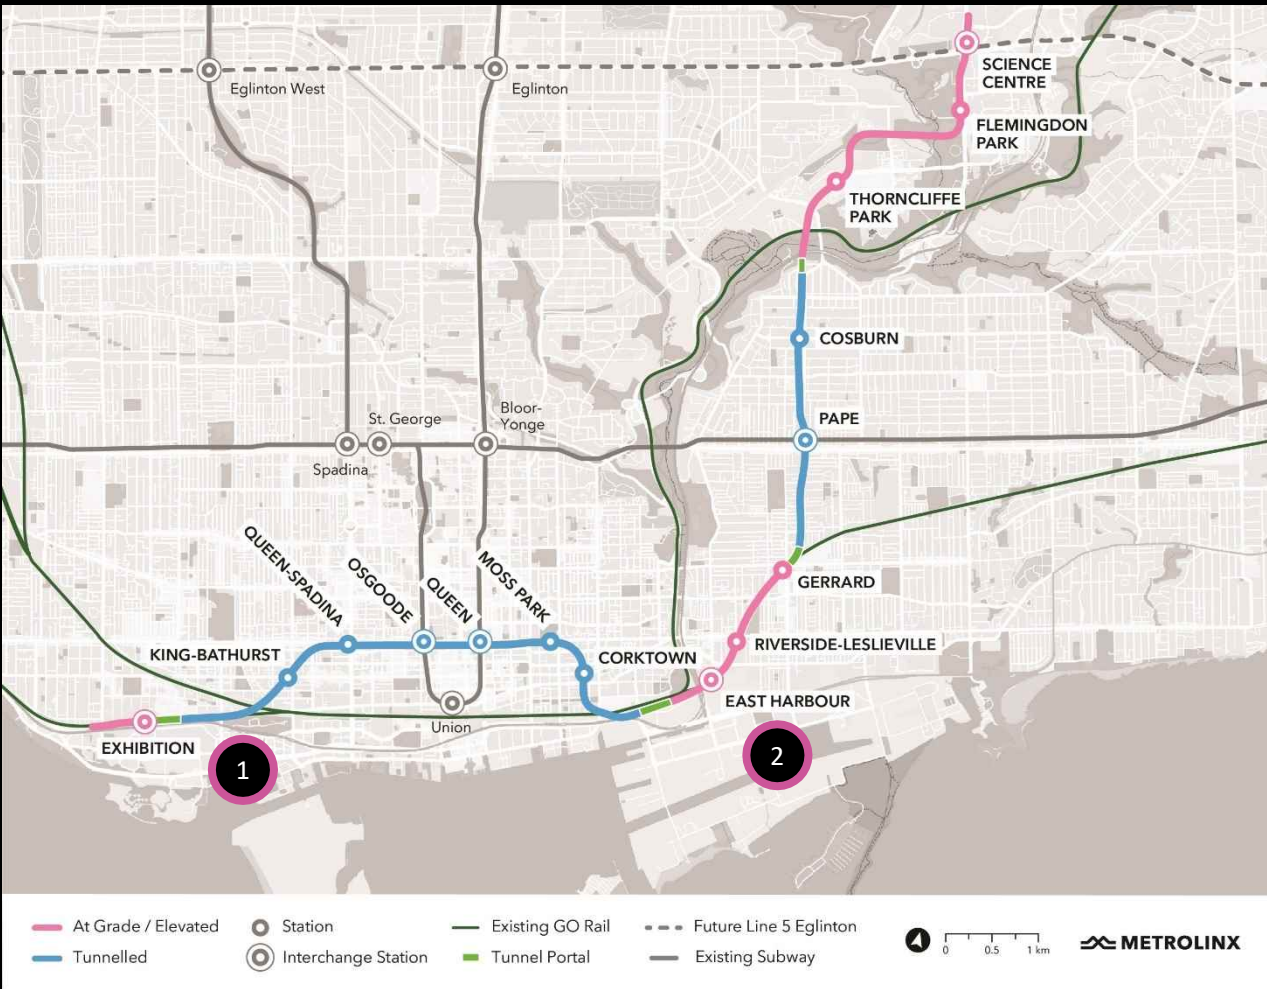 SCIENCE
CENTRE
Eglinton West
Eglinton
FLEMINGDON
PARK
THORNCLIFFE
PARK
COSBURN
St. George
Bloor-
Yonge
PAPE
Spadina
QUEEN-SPADINA
OSGOODE
QUEEN
MOSS PARK
GERRARD
KING-BATHURST
CORKTOWN
RIVERSIDE-LESLIEVILLE
EAST HARBOUR
Union
EXHIBITION
1
2
At Grade / Elevated
Station
Existing GO Rail
Future Line 5 Eglinton
Tunnelled
Interchange Station
Tunnel Portal
Existing Subway
0 0.5 1 km
METROLINX